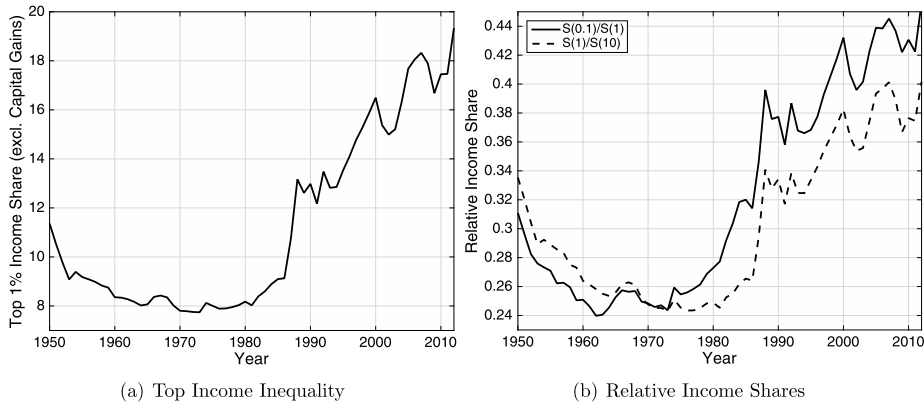 Top 1% Income Share (excl. Capital Gains)
20
18
16
14
12
10
8
1950 1960 1970 1980 1990 2000 2010
Year
(a) Top Income Inequality
Relative Income Share
0.44
0.42
0.4
0.38
0.36
0.34
0.32
0.3
0.28
0.26
0.24
S(0.1)/S(1)
S(1)/S(10)
1950 1960 1970 1980 1990 2000 2010
Year
(b) Relative Income Shares